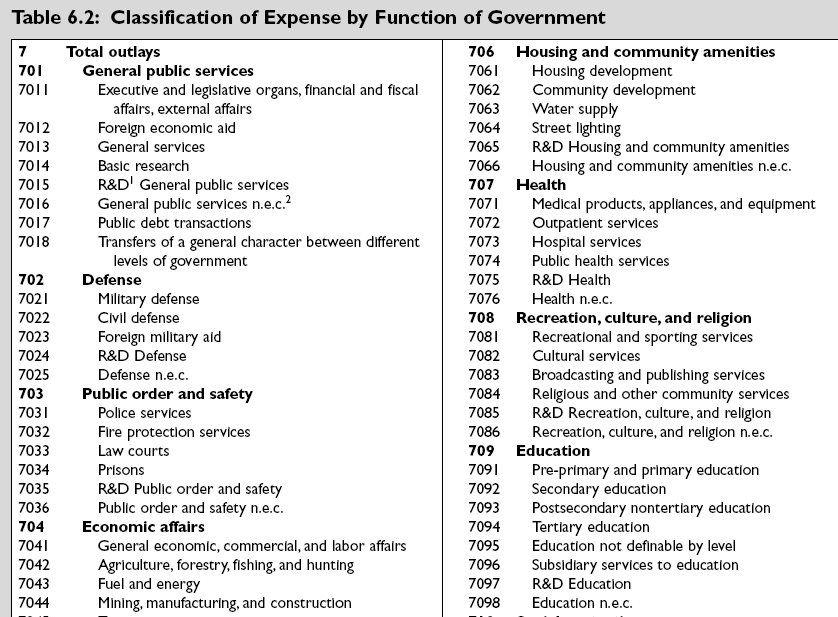 Table 6.2: Classification of Expense by Function of Government
7 Total outlays
701 General public services
7011 Executive and legislative organs, financial and fiscal
affairs, external affairs
7012 Foreign economic aid
7013 General services
7014 Basic research
7015 R&D1 General public services
7016 General public services n.e.c.2
7017 Public debt transactions
7018 Transfers of a general character between different
levels of government
702 Defense
7021 Military defense
7022 Civil defense
7023 Foreign military aid
7024 R&D Defense
7025 Defense n.e.c.
703 Public order and safety
7031 Police services
7032 Fire protection services
7033 Law courts
7034 Prisons
7035 R&D Public order and safety
7036 Public order and safety n.e.c.
704 Economic affairs
7041 General economic, commercial, and labor affairs
7042 Agriculture, forestry, fishing, and hunting
7043 Fuel and energy
7044 Mining, manufacturing, and construction
706 Housing and community amenities
7061 Housing development
7062 Community development
7063 Water supply
7064 Street lighting
7065 R&D Housing and community amenities
7066 Housing and community amenities n.e.c.
707 Health
7071 Medical products, appliances, and equipment
7072 Outpatient services
7073 Hospital services
7074 Public health services
7075 R&D Health
7076 Health n.e.c.
708 Recreation, culture, and religion
7081 Recreational and sporting services
7082 Cultural services
7083 Broadcasting and publishing services
7084 Religious and other community services
7085 R&D Recreation, culture, and religion
7086 Recreation, culture, and religion n.e.c.
709 Education
7091 Pre-primary and primary education
7092 Secondary education
7093 Postsecondary nontertiary education
7094 Tertiary education
7095 Education not definable by level
7096 Subsidiary services to education
7097 R&D Education
7098 Education n.e.c.